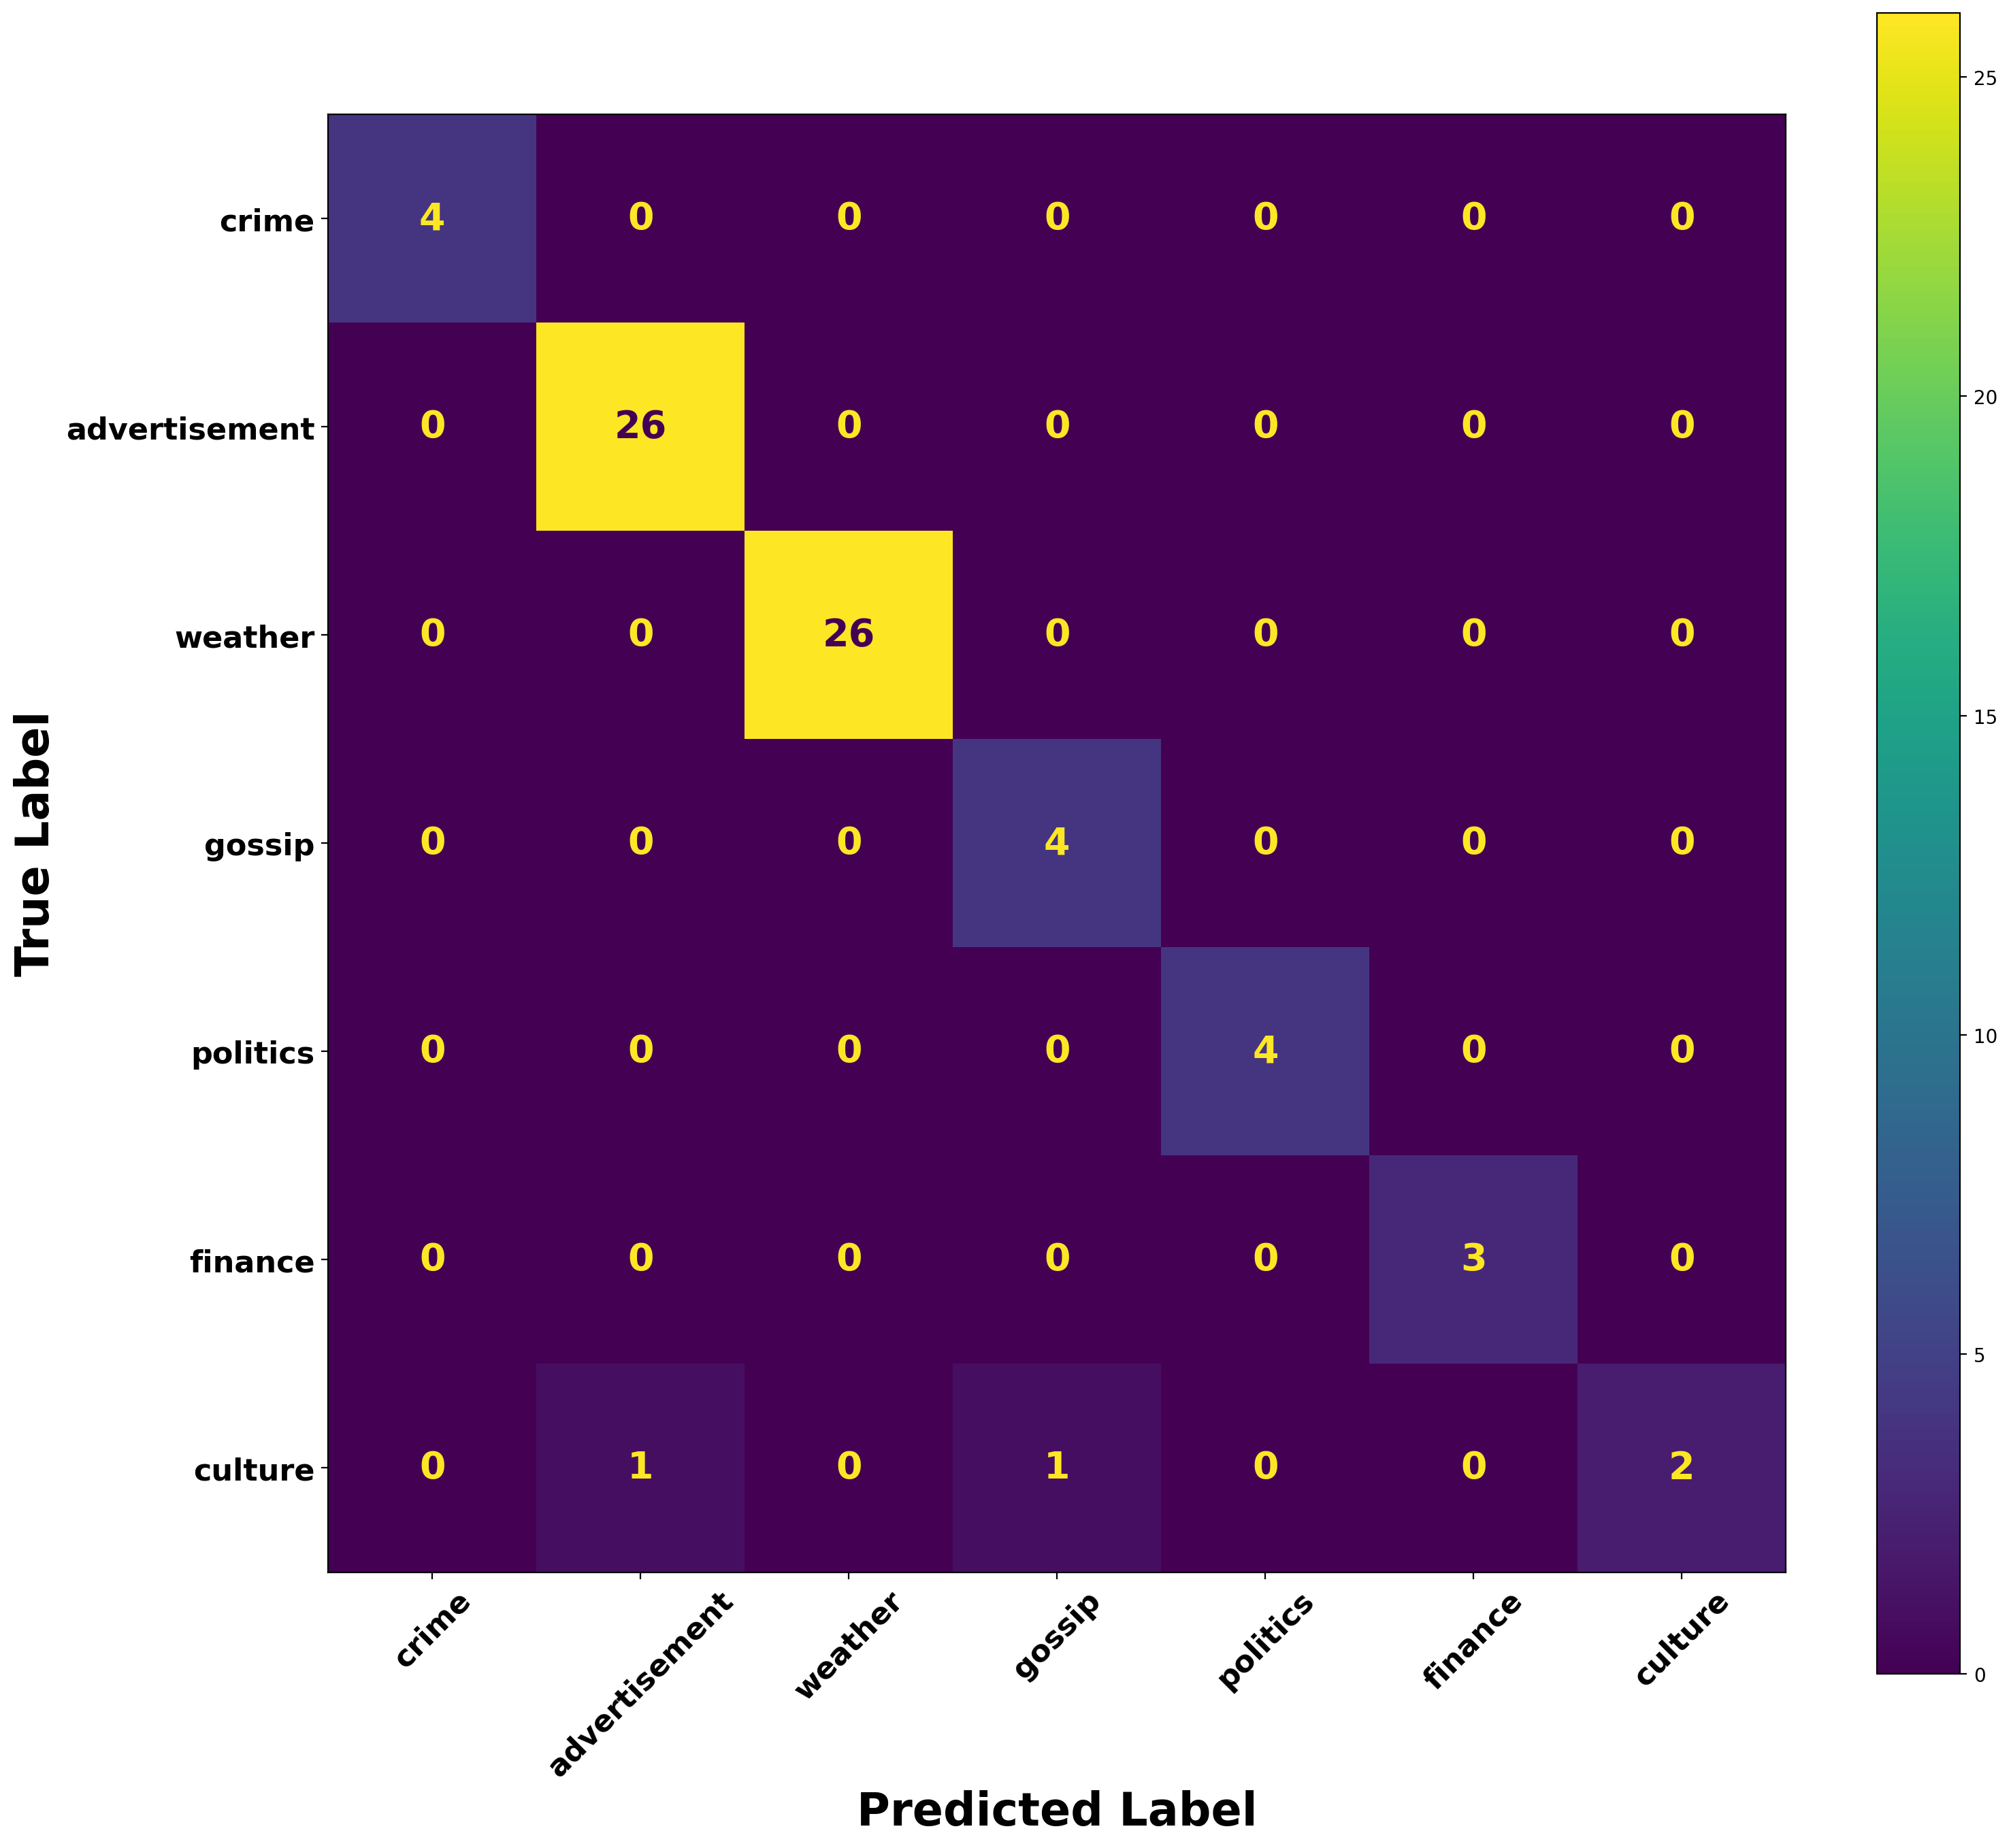 25
crime 4 0 0 0 0 0 0
20
advertisement 0 26 0 0 0 0 0
weather 0 0 26 0 0 0 0
15
True Label
gossip 0 0 0 4 0 0 0
10
politics 0 0 0 0 4 0 0
finance 0 0 0 0 0 3 0
5
culture 0 1 0 1 0 0 2
0
crime advertisement weather gossip politics finance culture
Predicted Label